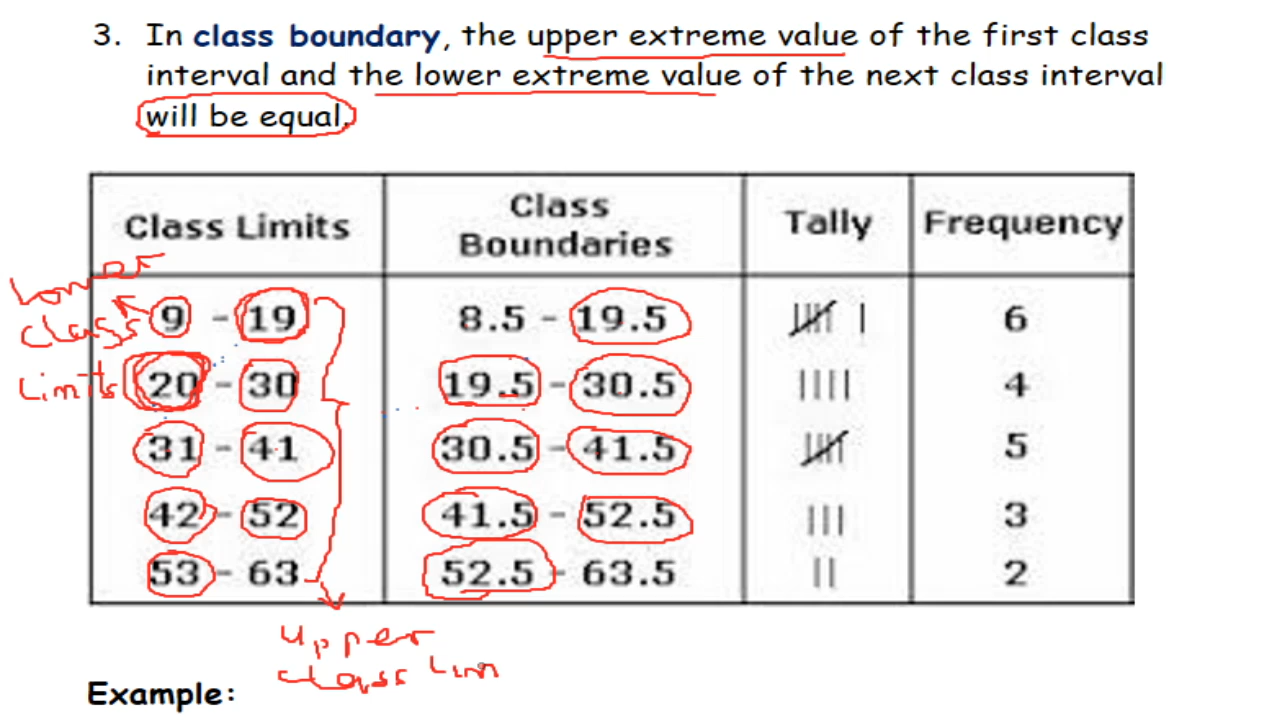 3. In class boundary, the upper extreme value of the first class
interval and the lower extreme value of the next class interval
will be equal.
Class Limits Class Boundaries Tally Frequency
9 - 19 8.5 - 19.5 6
20 - 30 19.5 - 30.5 4
31 - 41 30.5 - 41.5 5
42 - 52 41.5 - 52.5 3
53 - 63 52.5 - 63.5 2
Lower
class
Limits
upper
class Lim
Example: